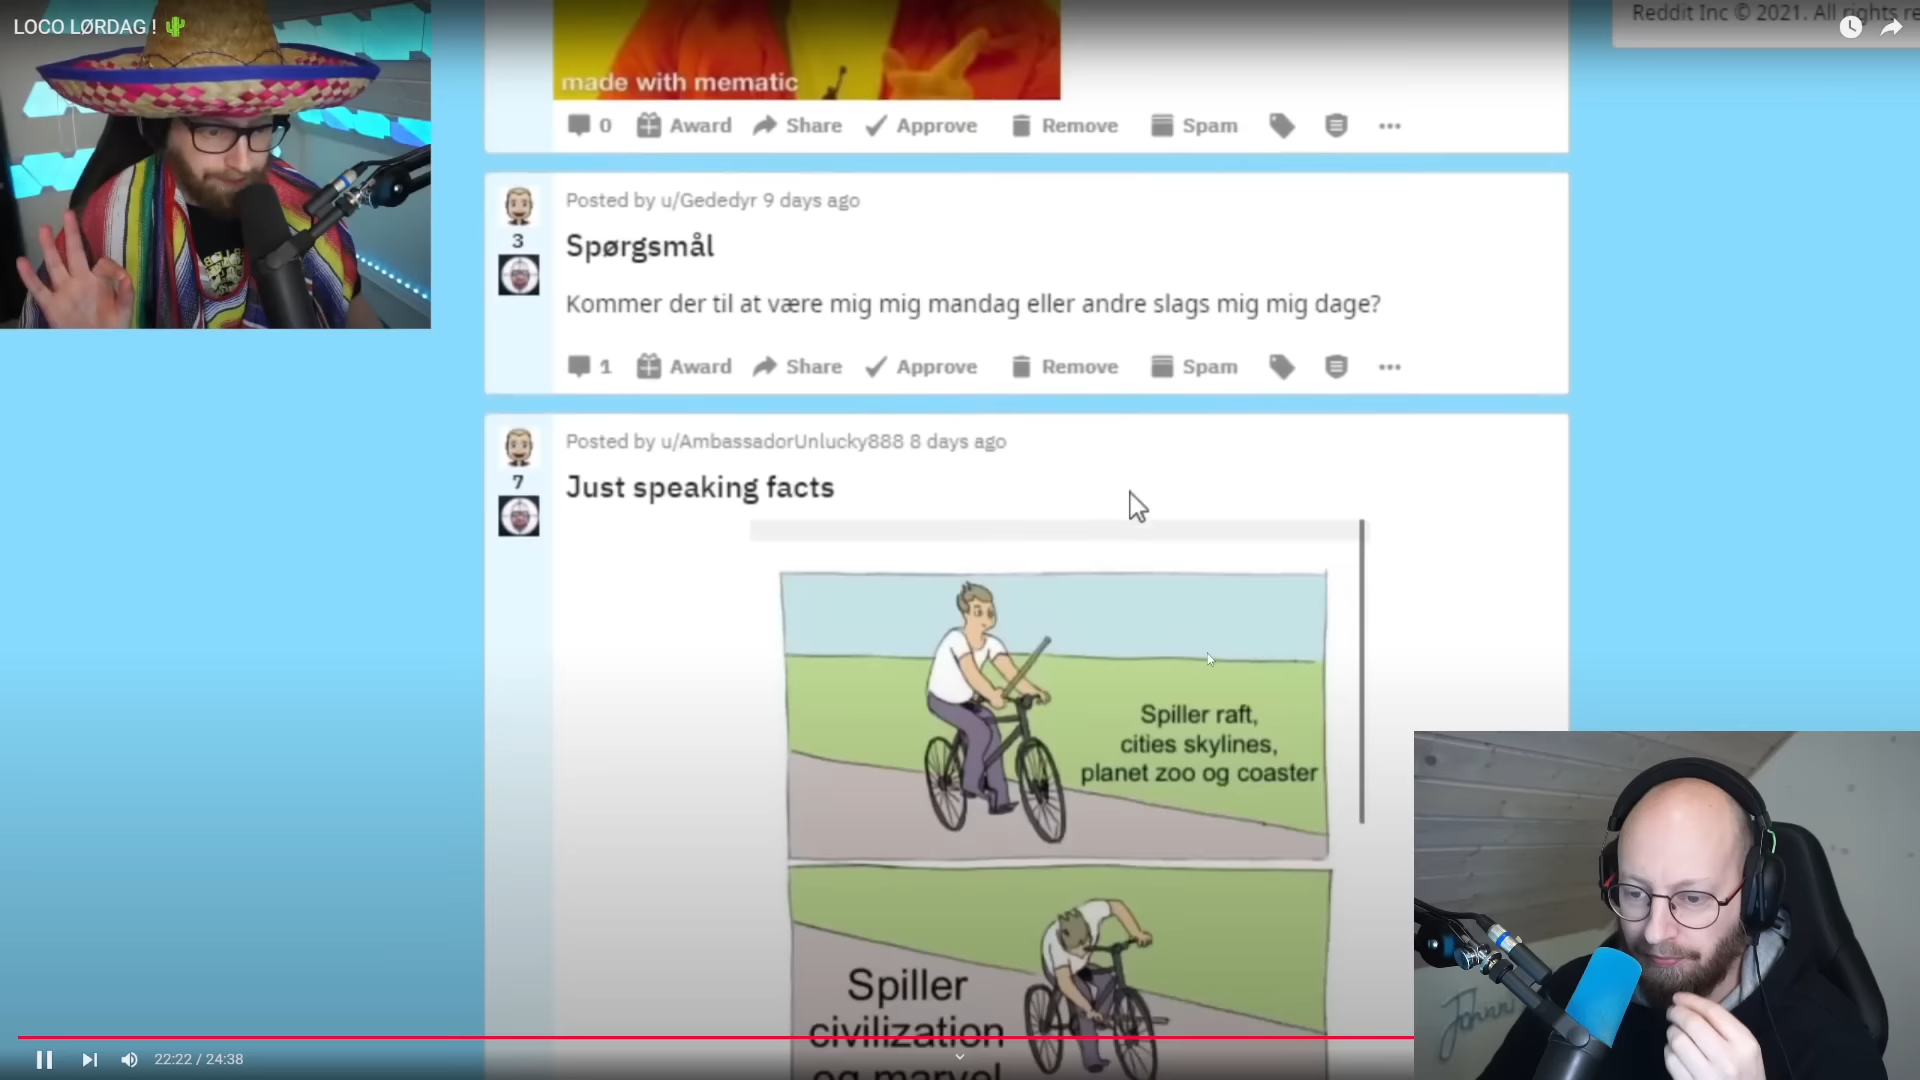 LOCO LØRDAG ! 🌵
Reddit Inc © 2021. All rights re
made with mematic
0 Award Share Approve Remove Spam
Posted by u/Gededyr 9 days ago
3
Spørgsmål
Kommer der til at være mig mig mandag eller andre slags mig mig dage?
1 Award Share Approve Remove Spam
Posted by u/AmbassadorUnlucky888 8 days ago
7
Just speaking facts
Spiller raft,
cities skylines,
planet zoo og coaster
Spiller
civilization
og marvel
22:22 / 24:38